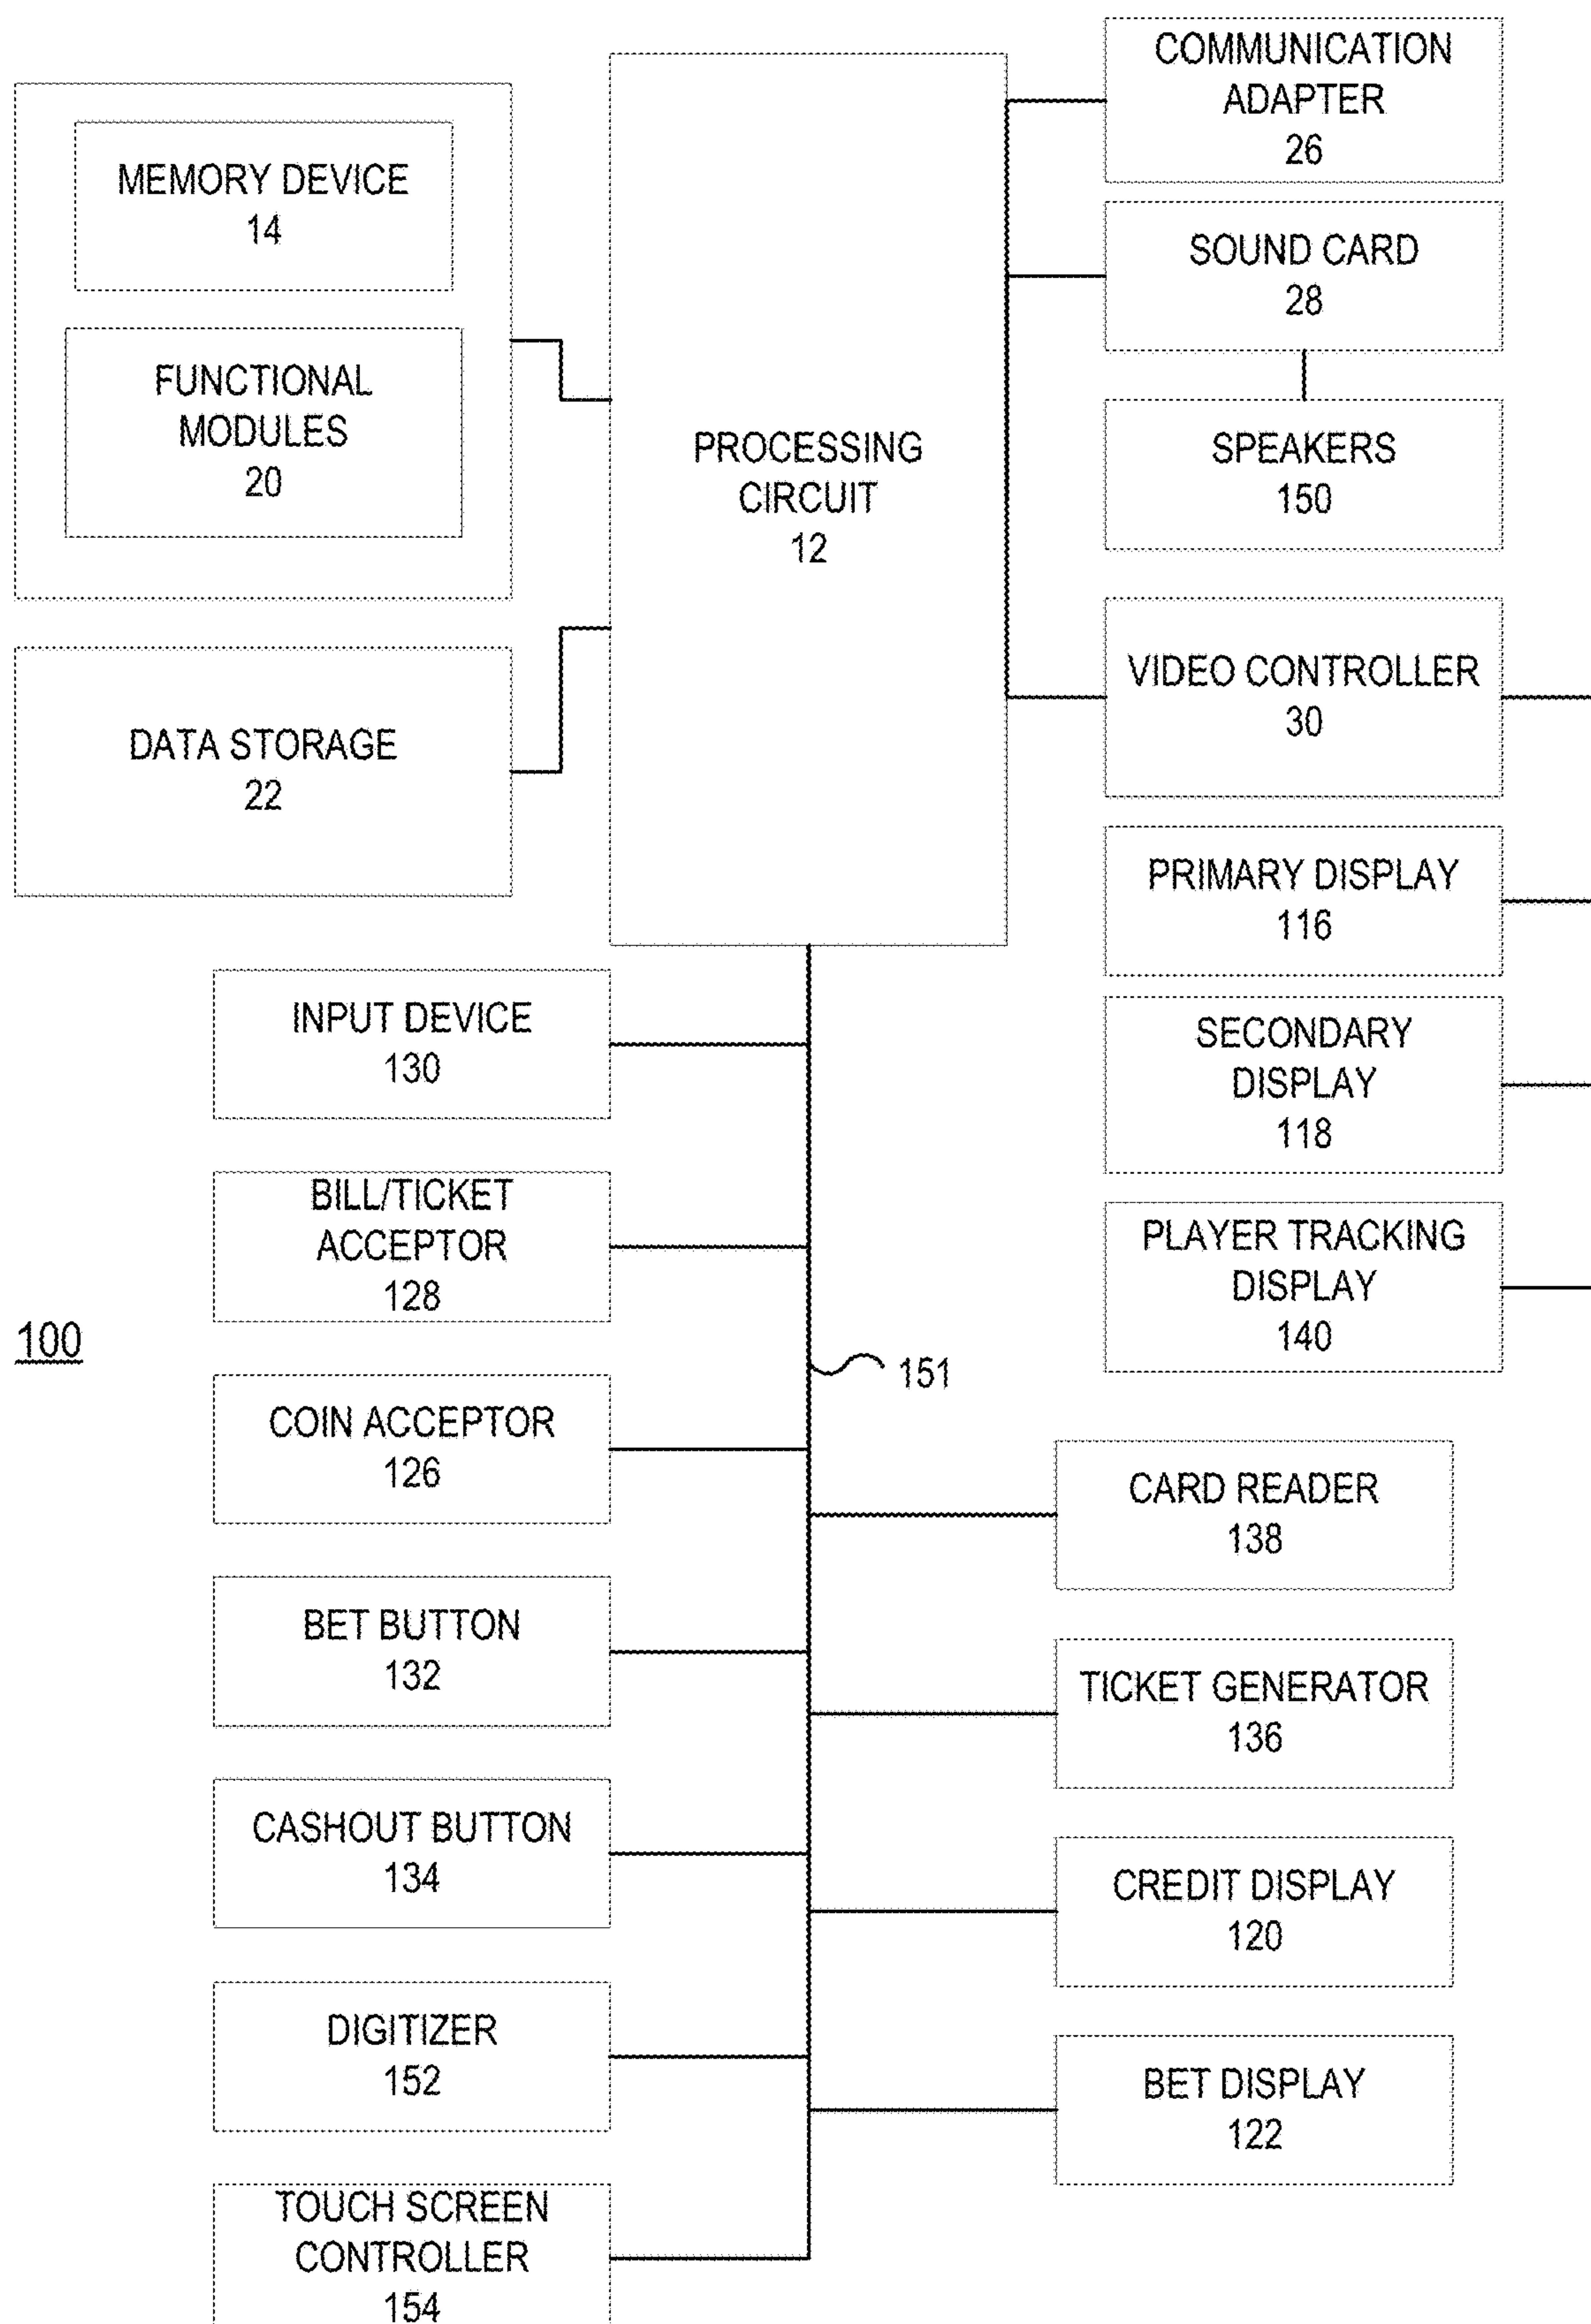 COMMUNICATION
ADAPTER
26
MEMORY DEVICE
14
SOUND CARD
28
FUNCTIONAL
MODULES
20
PROCESSING
CIRCUIT
12
SPEAKERS
150
VIDEO CONTROLLER
30
DATA STORAGE
22
PRIMARY DISPLAY
116
INPUT DEVICE
130
SECONDARY
DISPLAY
118
BILL/TICKET
ACCEPTOR
128
PLAYER TRACKING
DISPLAY
140
100
151
COIN ACCEPTOR
126
CARD READER
138
BET BUTTON
132
TICKET GENERATOR
136
CASHOUT BUTTON
134
CREDIT DISPLAY
120
DIGITIZER
152
BET DISPLAY
122
TOUCH SCREEN
CONTROLLER
154